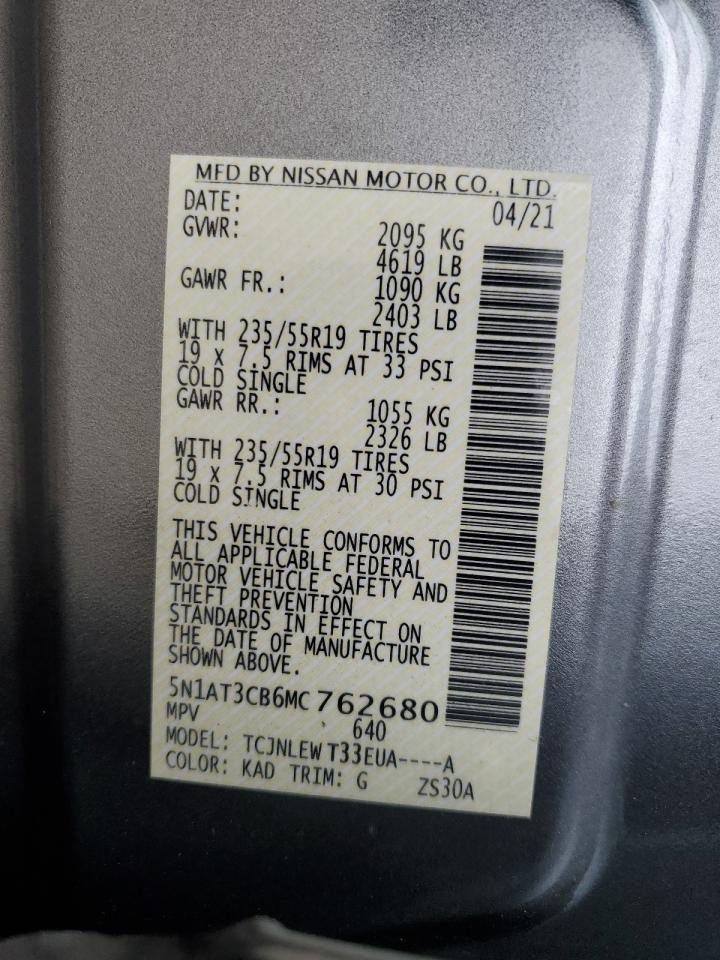 MFD BY NISSAN MOTOR CO., LTD.
DATE: 04/21
GVWR: 2095 KG
4619 LB
GAWR FR.: 1090 KG
2403 LB
WITH 235/55R19 TIRES
19 x 7.5 RIMS AT 33 PSI
COLD SINGLE
GAWR RR.: 1055 KG
2326 LB
WITH 235/55R19 TIRES
19 x 7.5 RIMS AT 30 PSI
COLD SINGLE
THIS VEHICLE CONFORMS TO
ALL APPLICABLE FEDERAL
MOTOR VEHICLE SAFETY AND
THEFT PREVENTION
STANDARDS IN EFFECT ON
THE DATE OF MANUFACTURE
SHOWN ABOVE.
5N1AT3CB6MC 762680
MPV 640
MODEL: TCJNLEW T33EUA----A
COLOR: KAD TRIM: G ZS30A